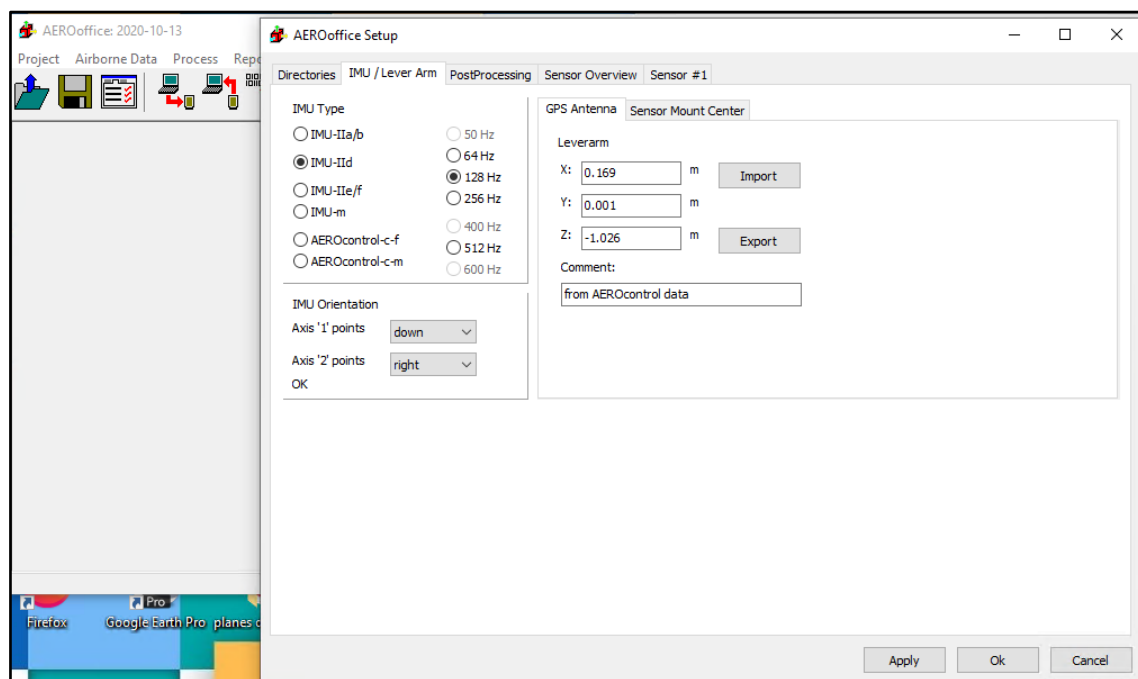 AEROoffice: 2020-10-13
Project Airborne Data Process Repo
AEROoffice Setup
Directories IMU / Lever Arm PostProcessing Sensor Overview Sensor #1
IMU Type
IMU-IIa/b
IMU-IId
IMU-IIe/f
IMU-m
AEROcontrol-c-f
AEROcontrol-c-m
50 Hz
64 Hz
128 Hz
256 Hz
400 Hz
512 Hz
600 Hz
IMU Orientation
Axis '1' points down
Axis '2' points right
OK
GPS Antenna Sensor Mount Center
Leverarm
X: 0.169 m Import
Y: 0.001 m
Z: -1.026 m Export
Comment:
from AEROcontrol data
Apply Ok Cancel
Pro
Firefox Google Earth Pro planes